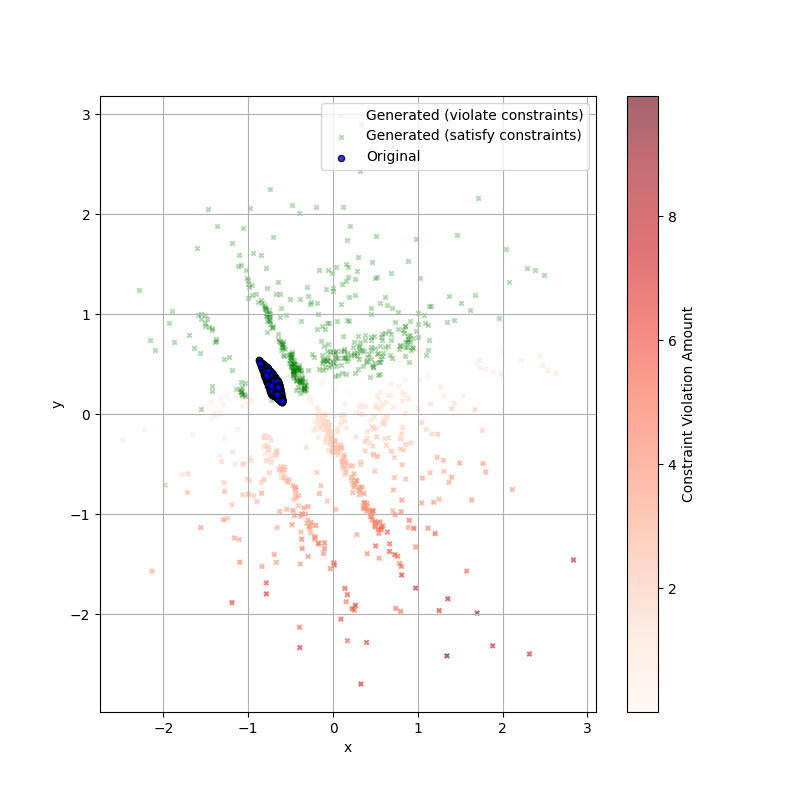 Generated (violate constraints)
Generated (satisfy constraints)
Original
3
2
1
0
−1
−2
y
−2
−1
0
1
2
3
x
8
6
4
2
Constraint Violation Amount